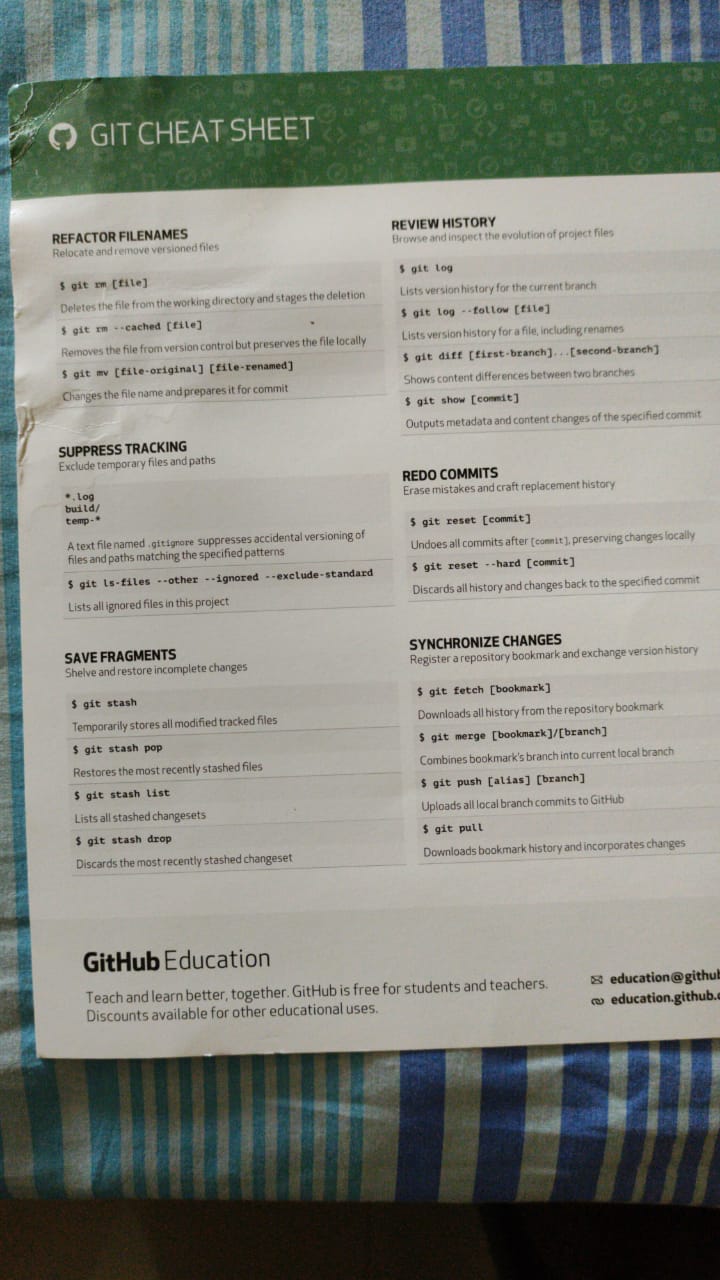 GIT CHEAT SHEET
REFACTOR FILENAMES
Relocate and remove versioned files
$ git rm [file]
Deletes the file from the working directory and stages the deletion
$ git rm --cached [file]
Removes the file from version control but preserves the file locally
$ git mv [file-original] [file-renamed]
Changes the file name and prepares it for commit
SUPPRESS TRACKING
Exclude temporary files and paths
*.log
build/
temp-*
A text file named .gitignore suppresses accidental versioning of
files and paths matching the specified patterns
$ git ls-files --other --ignored --exclude-standard
Lists all ignored files in this project
SAVE FRAGMENTS
Shelve and restore incomplete changes
$ git stash
Temporarily stores all modified tracked files
$ git stash pop
Restores the most recently stashed files
$ git stash list
Lists all stashed changesets
$ git stash drop
Discards the most recently stashed changeset
REVIEW HISTORY
Browse and inspect the evolution of project files
$ git log
Lists version history for the current branch
$ git log --follow [file]
Lists version history for a file, including renames
$ git diff [first-branch]...[second-branch]
Shows content differences between two branches
$ git show [commit]
Outputs metadata and content changes of the specified commit
REDO COMMITS
Erase mistakes and craft replacement history
$ git reset [commit]
Undoes all commits after [commit], preserving changes locally
$ git reset --hard [commit]
Discards all history and changes back to the specified commit
SYNCHRONIZE CHANGES
Register a repository bookmark and exchange version history
$ git fetch [bookmark]
Downloads all history from the repository bookmark
$ git merge [bookmark]/[branch]
Combines bookmark's branch into current local branch
$ git push [alias] [branch]
Uploads all local branch commits to GitHub
$ git pull
Downloads bookmark history and incorporates changes
GitHub Education
Teach and learn better, together. GitHub is free for students and teachers.
Discounts available for other educational uses.
education@github
education.github.